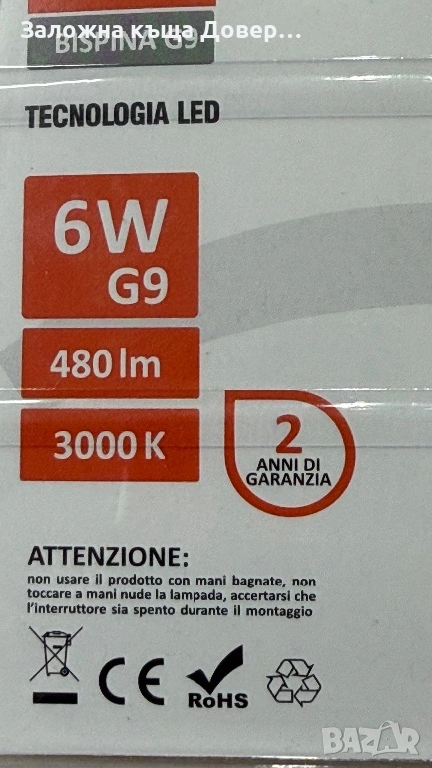 Заложна къща Довер...
BISPINA G9
TECNOLOGIA LED
6W
G9
480 lm
3000 K
2
ANNI DI
GARANZIA
ATTENZIONE:
non usare il prodotto con mani bagnate, non
toccare a mani nude la lampada, accertarsi che
l'interruttore sia spento durante il montaggio
CE
RoHS
BAZAR